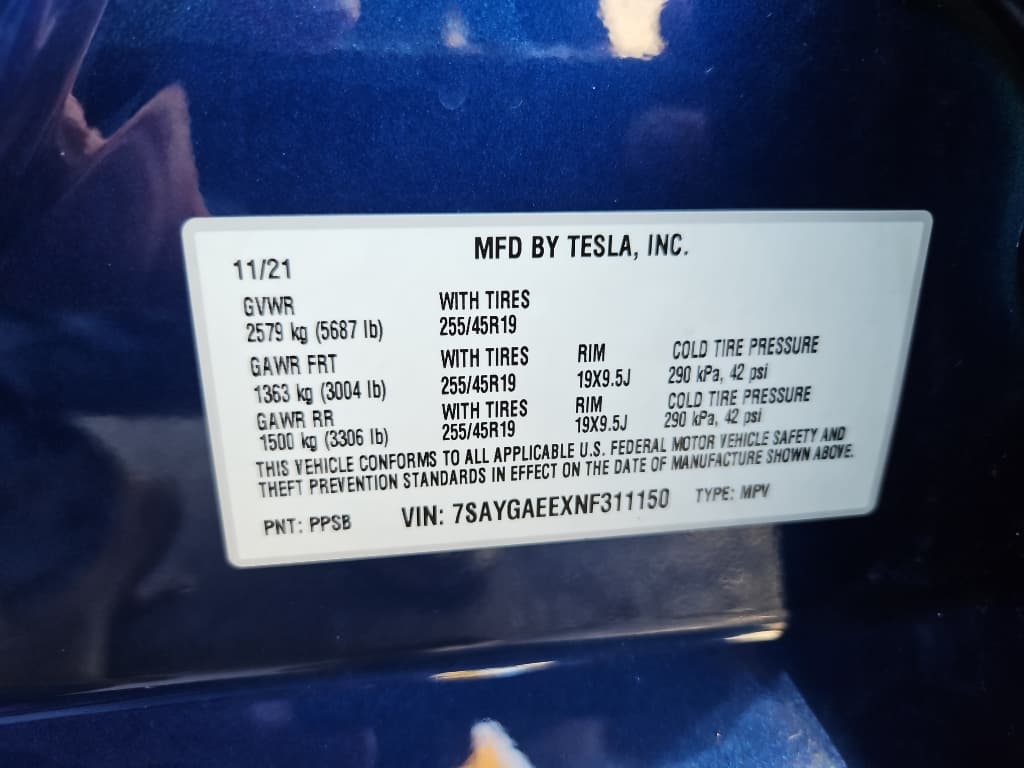 MFD BY TESLA, INC.
11/21
GVWR WITH TIRES
2579 kg (5687 lb) 255/45R19
GAWR FRT WITH TIRES RIM COLD TIRE PRESSURE
1363 kg (3004 lb) 255/45R19 19X9.5J 290 kPa, 42 psi
GAWR RR WITH TIRES RIM COLD TIRE PRESSURE
1500 kg (3306 lb) 255/45R19 19X9.5J 290 kPa, 42 psi
THIS VEHICLE CONFORMS TO ALL APPLICABLE U.S. FEDERAL MOTOR VEHICLE SAFETY AND
THEFT PREVENTION STANDARDS IN EFFECT ON THE DATE OF MANUFACTURE SHOWN ABOVE.
PNT: PPSB VIN: 7SAYGAEEXNF311150 TYPE: MPV